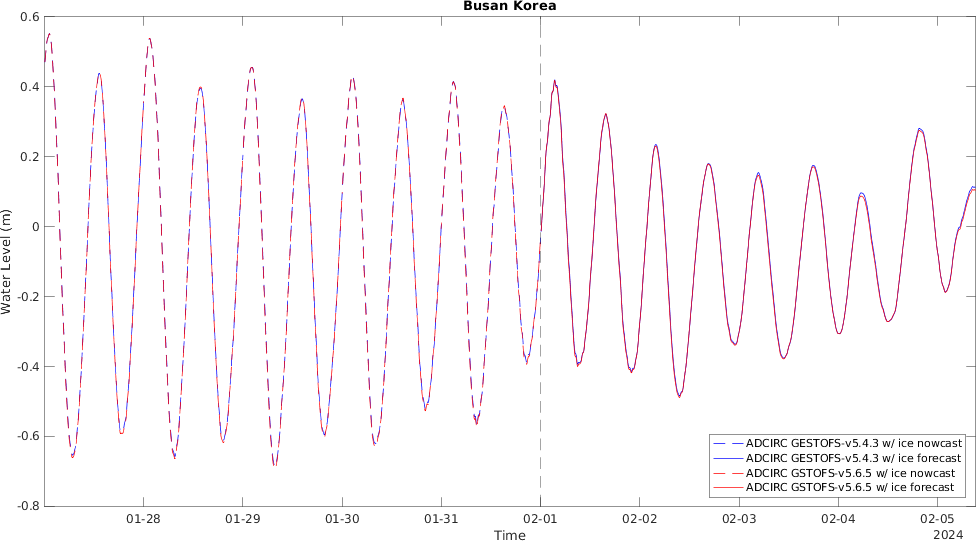 Busan Korea
Water Level (m)
0.6
0.4
0.2
0
-0.2
-0.4
-0.6
-0.8
01-28
01-29
01-30
01-31
02-01
02-02
02-03
02-04
02-05
Time
2024
ADCIRC GESTOFS-v5.4.3 w/ ice nowcast
ADCIRC GESTOFS-v5.4.3 w/ ice forecast
ADCIRC GSTOFS-v5.6.5 w/ ice nowcast
ADCIRC GSTOFS-v5.6.5 w/ ice forecast